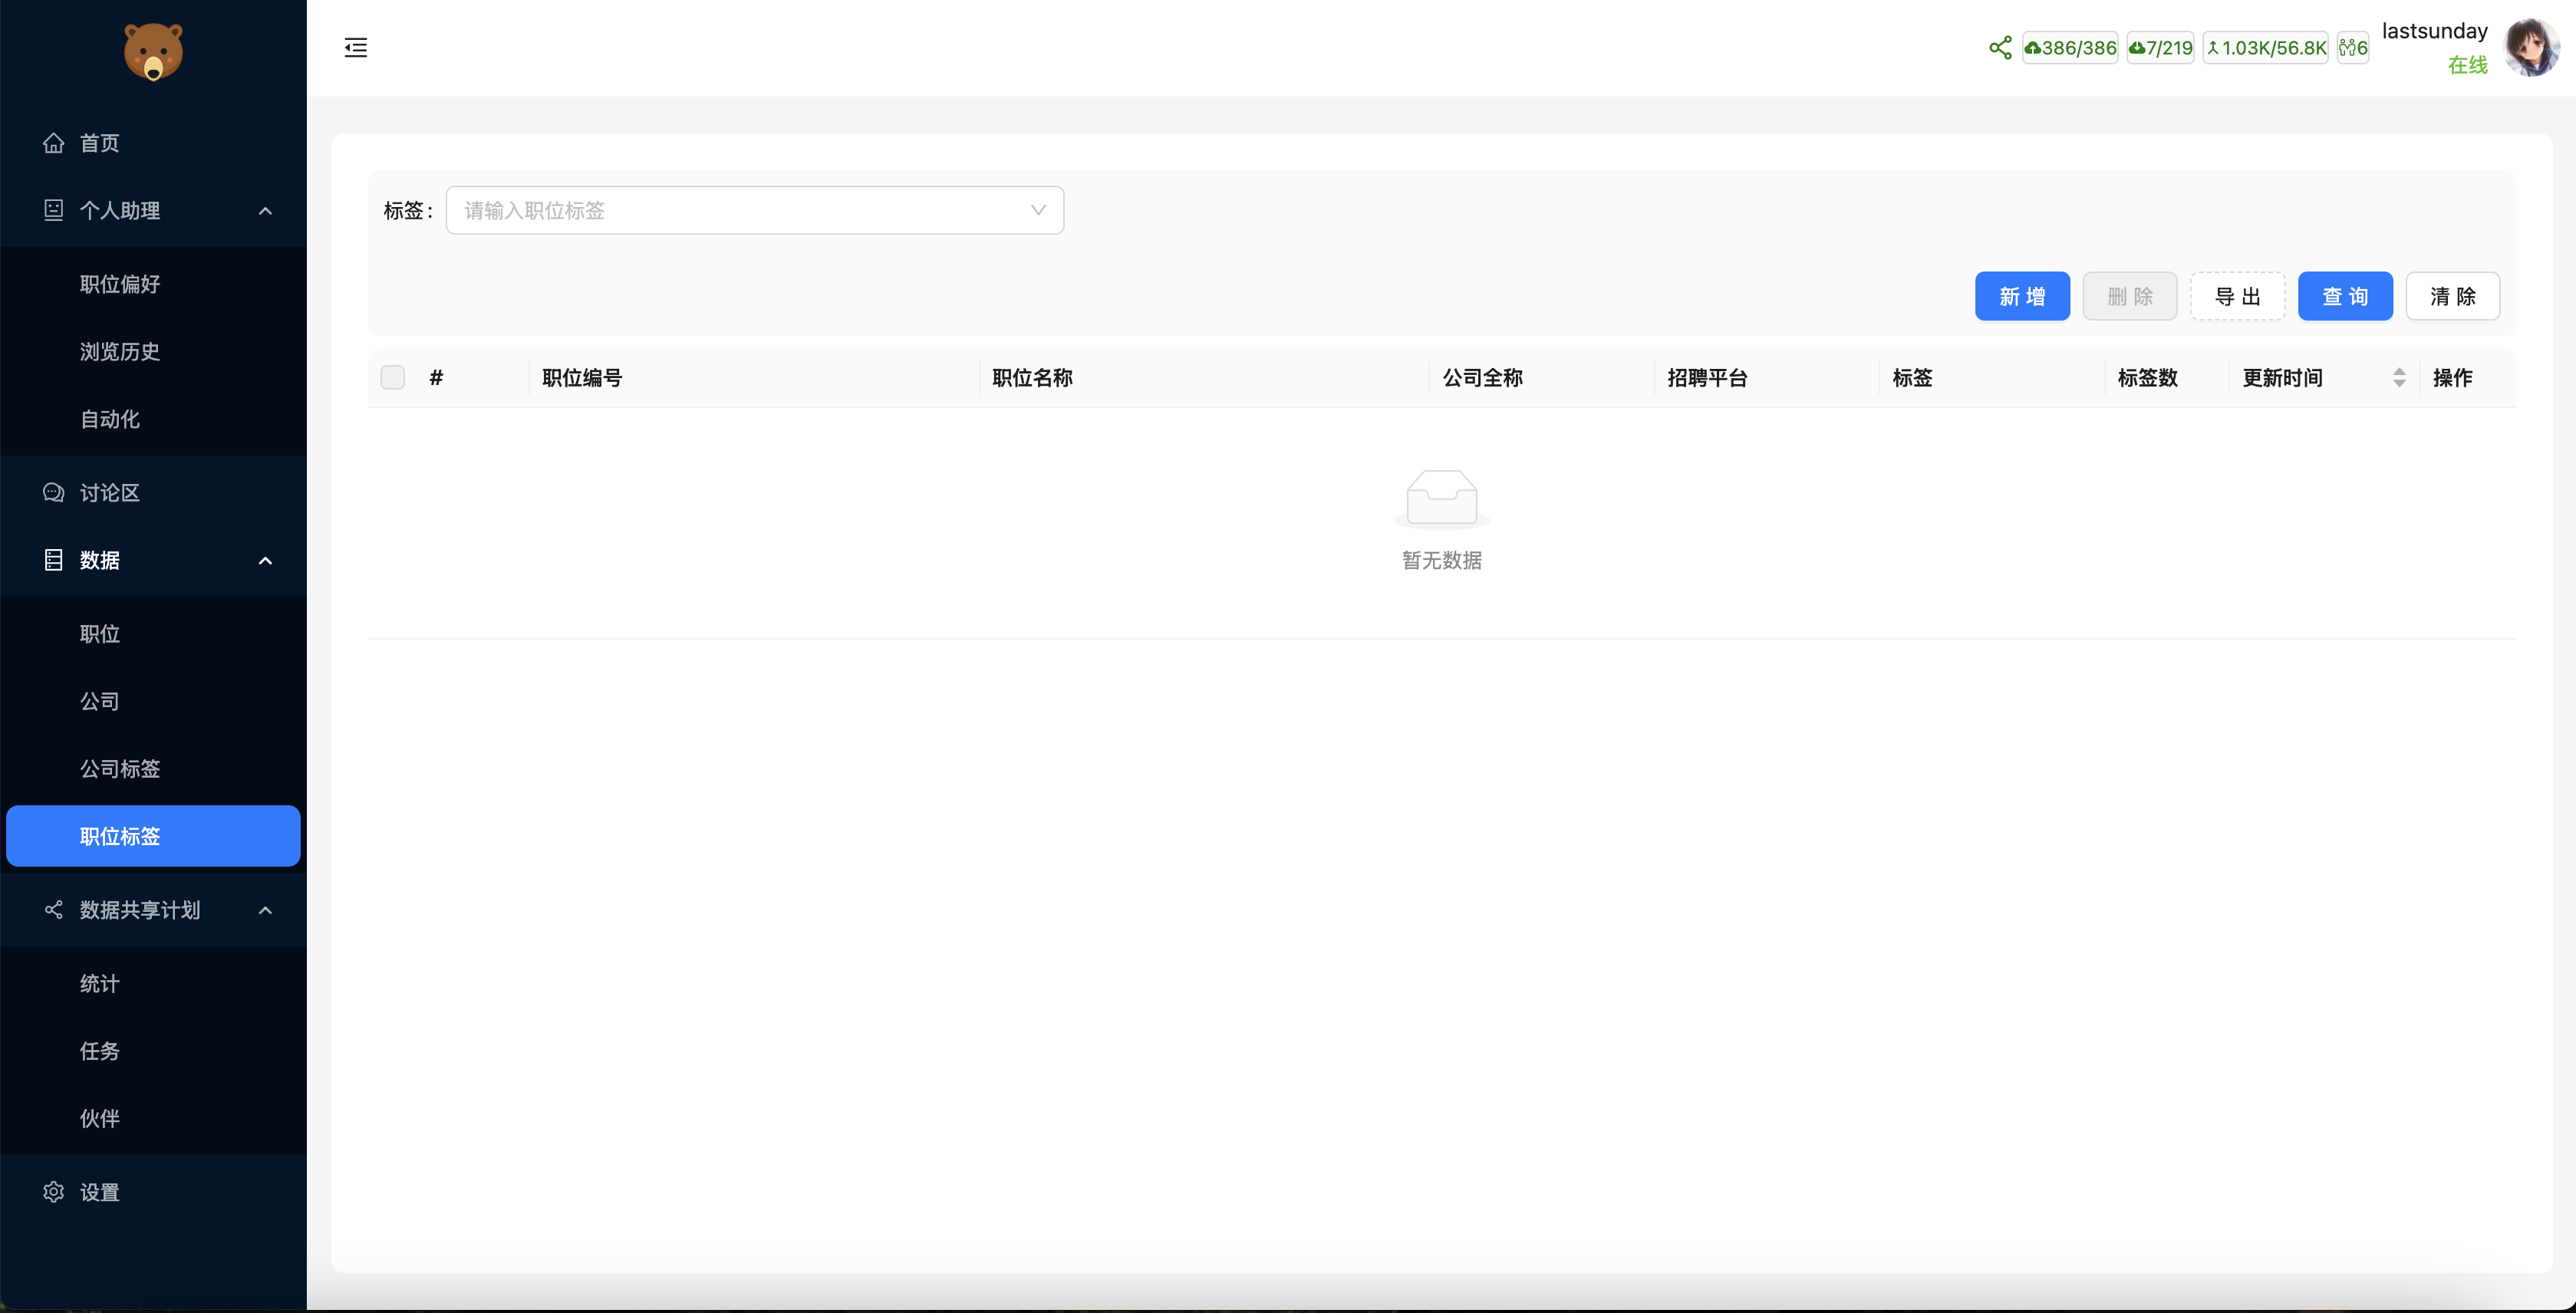 首页
个人助理
职位偏好
浏览历史
自动化
讨论区
数据
职位
公司
公司标签
职位标签
数据共享计划
统计
任务
伙伴
设置
386/386 7/219 1.03K/56.8K 6 lastsunday
在线
标签: 请输入职位标签
新增 删除 导出 查询 清除
# 职位编号 职位名称 公司全称 招聘平台 标签 标签数 更新时间 操作
暂无数据